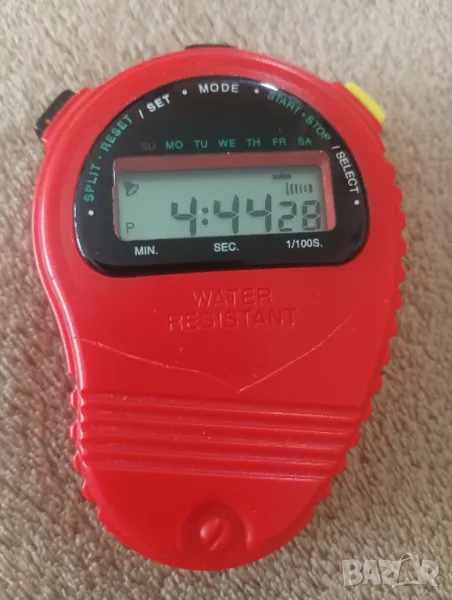 SPLIT · RESET / SET • MODE • START · STOP / SELECT •
SU MO TU WE TH FR SA
P 4:44 28
MIN. SEC. 1/100S.
WATER
RESISTANT
BAZAR